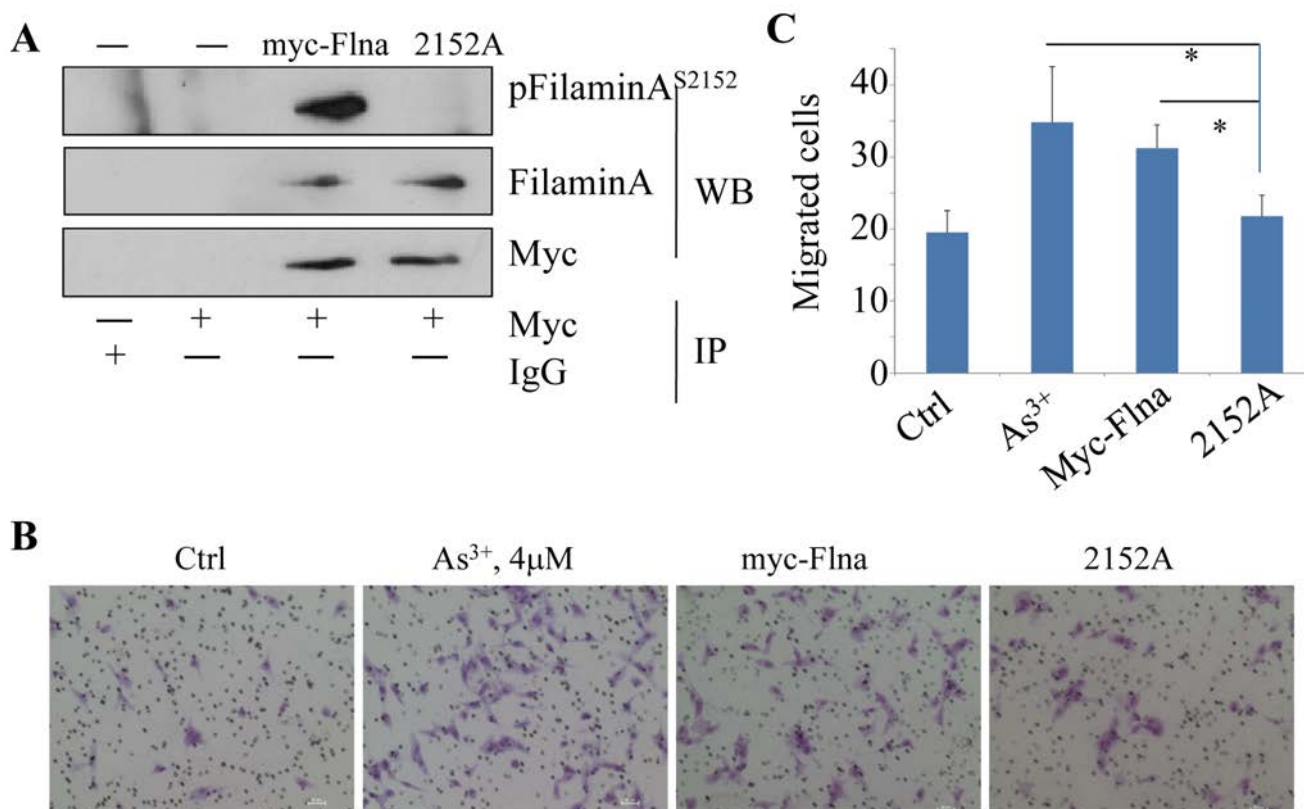 A
— — myc-Flna 2152A
pFilaminA^S2152
FilaminA
Myc
WB
— + + + Myc
+ — — — IgG
IP
C
Migrated cells
40
30
20
10
0
*
*
Ctrl
As³⁺
Myc-Flna
2152A
B
Ctrl
As³⁺, 4μM
myc-Flna
2152A